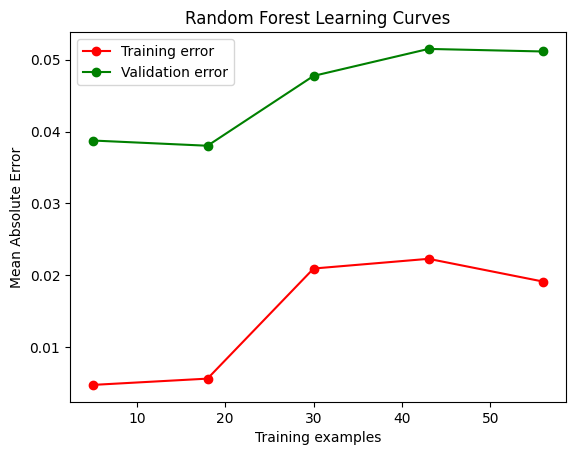 Random Forest Learning Curves
Training error
Validation error
0.05
0.04
0.03
0.02
0.01
Mean Absolute Error
10 20 30 40 50
Training examples